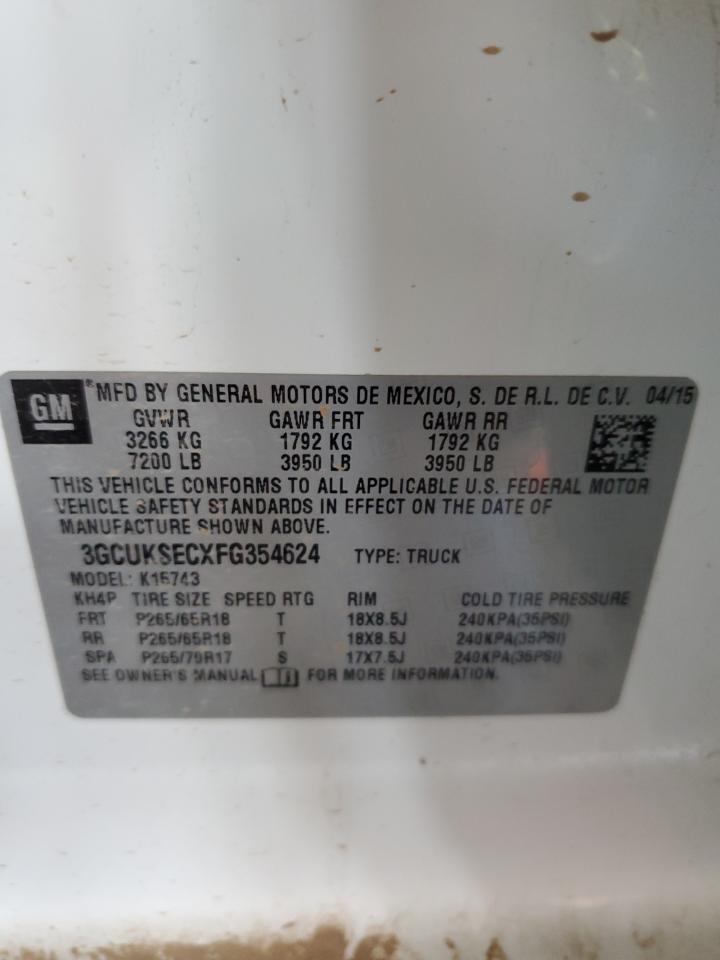 GM ® MFD BY GENERAL MOTORS DE MEXICO, S. DE R.L. DE C.V. 04/15
GVWR GAWR FRT GAWR RR
3266 KG 1792 KG 1792 KG
7200 LB 3950 LB 3950 LB
THIS VEHICLE CONFORMS TO ALL APPLICABLE U.S. FEDERAL MOTOR
VEHICLE SAFETY STANDARDS IN EFFECT ON THE DATE OF
MANUFACTURE SHOWN ABOVE.
3GCUKSECXFG354624 TYPE: TRUCK
MODEL: K15743
KH4P TIRE SIZE SPEED RTG RIM COLD TIRE PRESSURE
FRT P265/65R18 T 18X8.5J 240KPA(35PSI)
RR P265/65R18 T 18X8.5J 240KPA(35PSI)
SPA P265/70R17 S 17X7.5J 240KPA(35PSI)
SEE OWNER'S MANUAL FOR MORE INFORMATION.